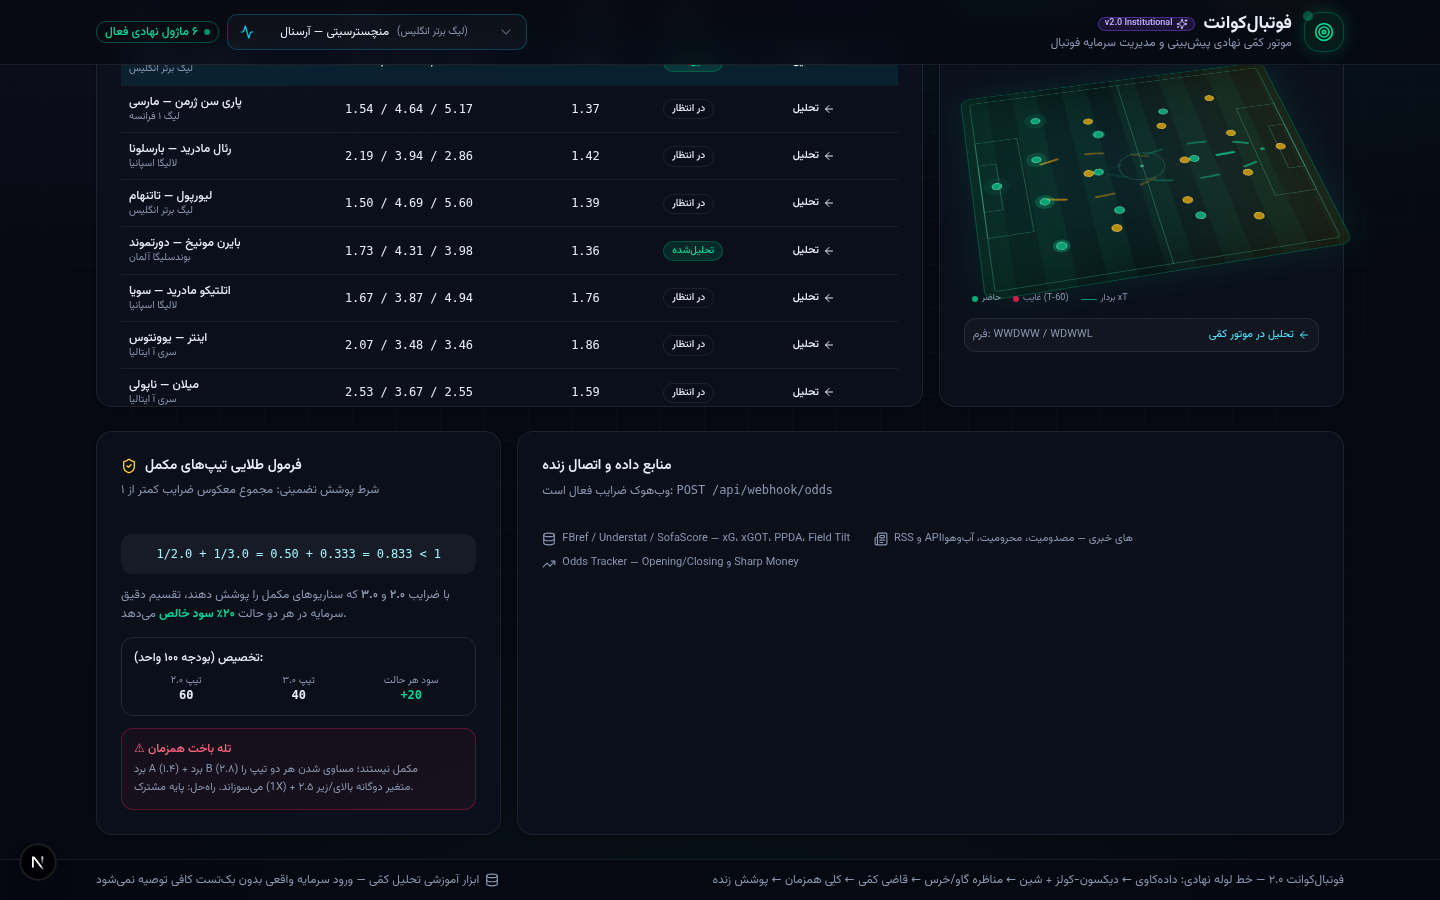 فوتبال‌کوانت
v2.0 Institutional
موتور کمّی نهادی پیش‌بینی و مدیریت سرمایه فوتبال
منچسترسیتی — آرسنال (لیگ برتر انگلیس)
۶ ماژول نهادی فعال
لیگ برتر انگلیس
پاری سن ژرمن — مارسی
لیگ ۱ فرانسه
1.54 / 4.64 / 5.17
1.37
در انتظار
تحلیل ←
رئال مادرید — بارسلونا
لالیگا اسپانیا
2.19 / 3.94 / 2.86
1.42
در انتظار
تحلیل ←
لیورپول — تاتنهام
لیگ برتر انگلیس
1.50 / 4.69 / 5.60
1.39
در انتظار
تحلیل ←
بایرن مونیخ — دورتموند
بوندسلیگا آلمان
1.73 / 4.31 / 3.98
1.36
تحلیل‌شده
تحلیل ←
اتلتیکو مادرید — سویا
لالیگا اسپانیا
1.67 / 3.87 / 4.94
1.76
در انتظار
تحلیل ←
اینتر — یوونتوس
سری آ ایتالیا
2.07 / 3.48 / 3.46
1.86
در انتظار
تحلیل ←
میلان — ناپولی
سری آ ایتالیا
2.53 / 3.67 / 2.55
1.59
در انتظار
تحلیل ←
حاضر
غایب (T-60)
بردار xT
فرم: WWDWW / WDWWL
تحلیل در موتور کمّی ←
فرمول طلایی تیپ‌های مکمل
شرط پوشش تضمینی: مجموع معکوس ضرایب کمتر از ۱
1/2.0 + 1/3.0 = 0.50 + 0.333 = 0.833 < 1
با ضرایب ۲.۰ و ۳.۰ که سناریوهای مکمل را پوشش دهند، تقسیم دقیق
سرمایه در هر دو حالت ۲۰٪ سود خالص می‌دهد.
تخصیص (بودجه ۱۰۰ واحد):
تیپ ۲.۰
60
تیپ ۳.۰
40
سود هر حالت
+20
⚠ تله باخت همزمان
برد A (۱.۴) + برد B (۲.۸) مکمل نیستند؛ مساوی شدن هر دو تیپ را
می‌سوزاند. راه‌حل: پایه مشترک (1X) + متغیر دوگانه بالای/زیر ۲.۵.
منابع داده و اتصال زنده
وب‌هوک ضرایب فعال است: POST /api/webhook/odds
FBref / Understat / SofaScore — xG، xGOT، PPDA، Field Tilt
RSS و APIهای خبری — مصدومیت، محرومیت، آب‌وهوا
Odds Tracker — Opening/Closing و Sharp Money
فوتبال‌کوانت ۲.۰ — خط لوله نهادی: داده‌کاوی ← دیکسون-کولز + شین ← مناظره گاو/خرس ← قاضی کمّی ← کلِی همزمان ← پوشش زنده
ابزار آموزشی تحلیل کمّی — ورود سرمایه واقعی بدون بک‌تست کافی توصیه نمی‌شود
N